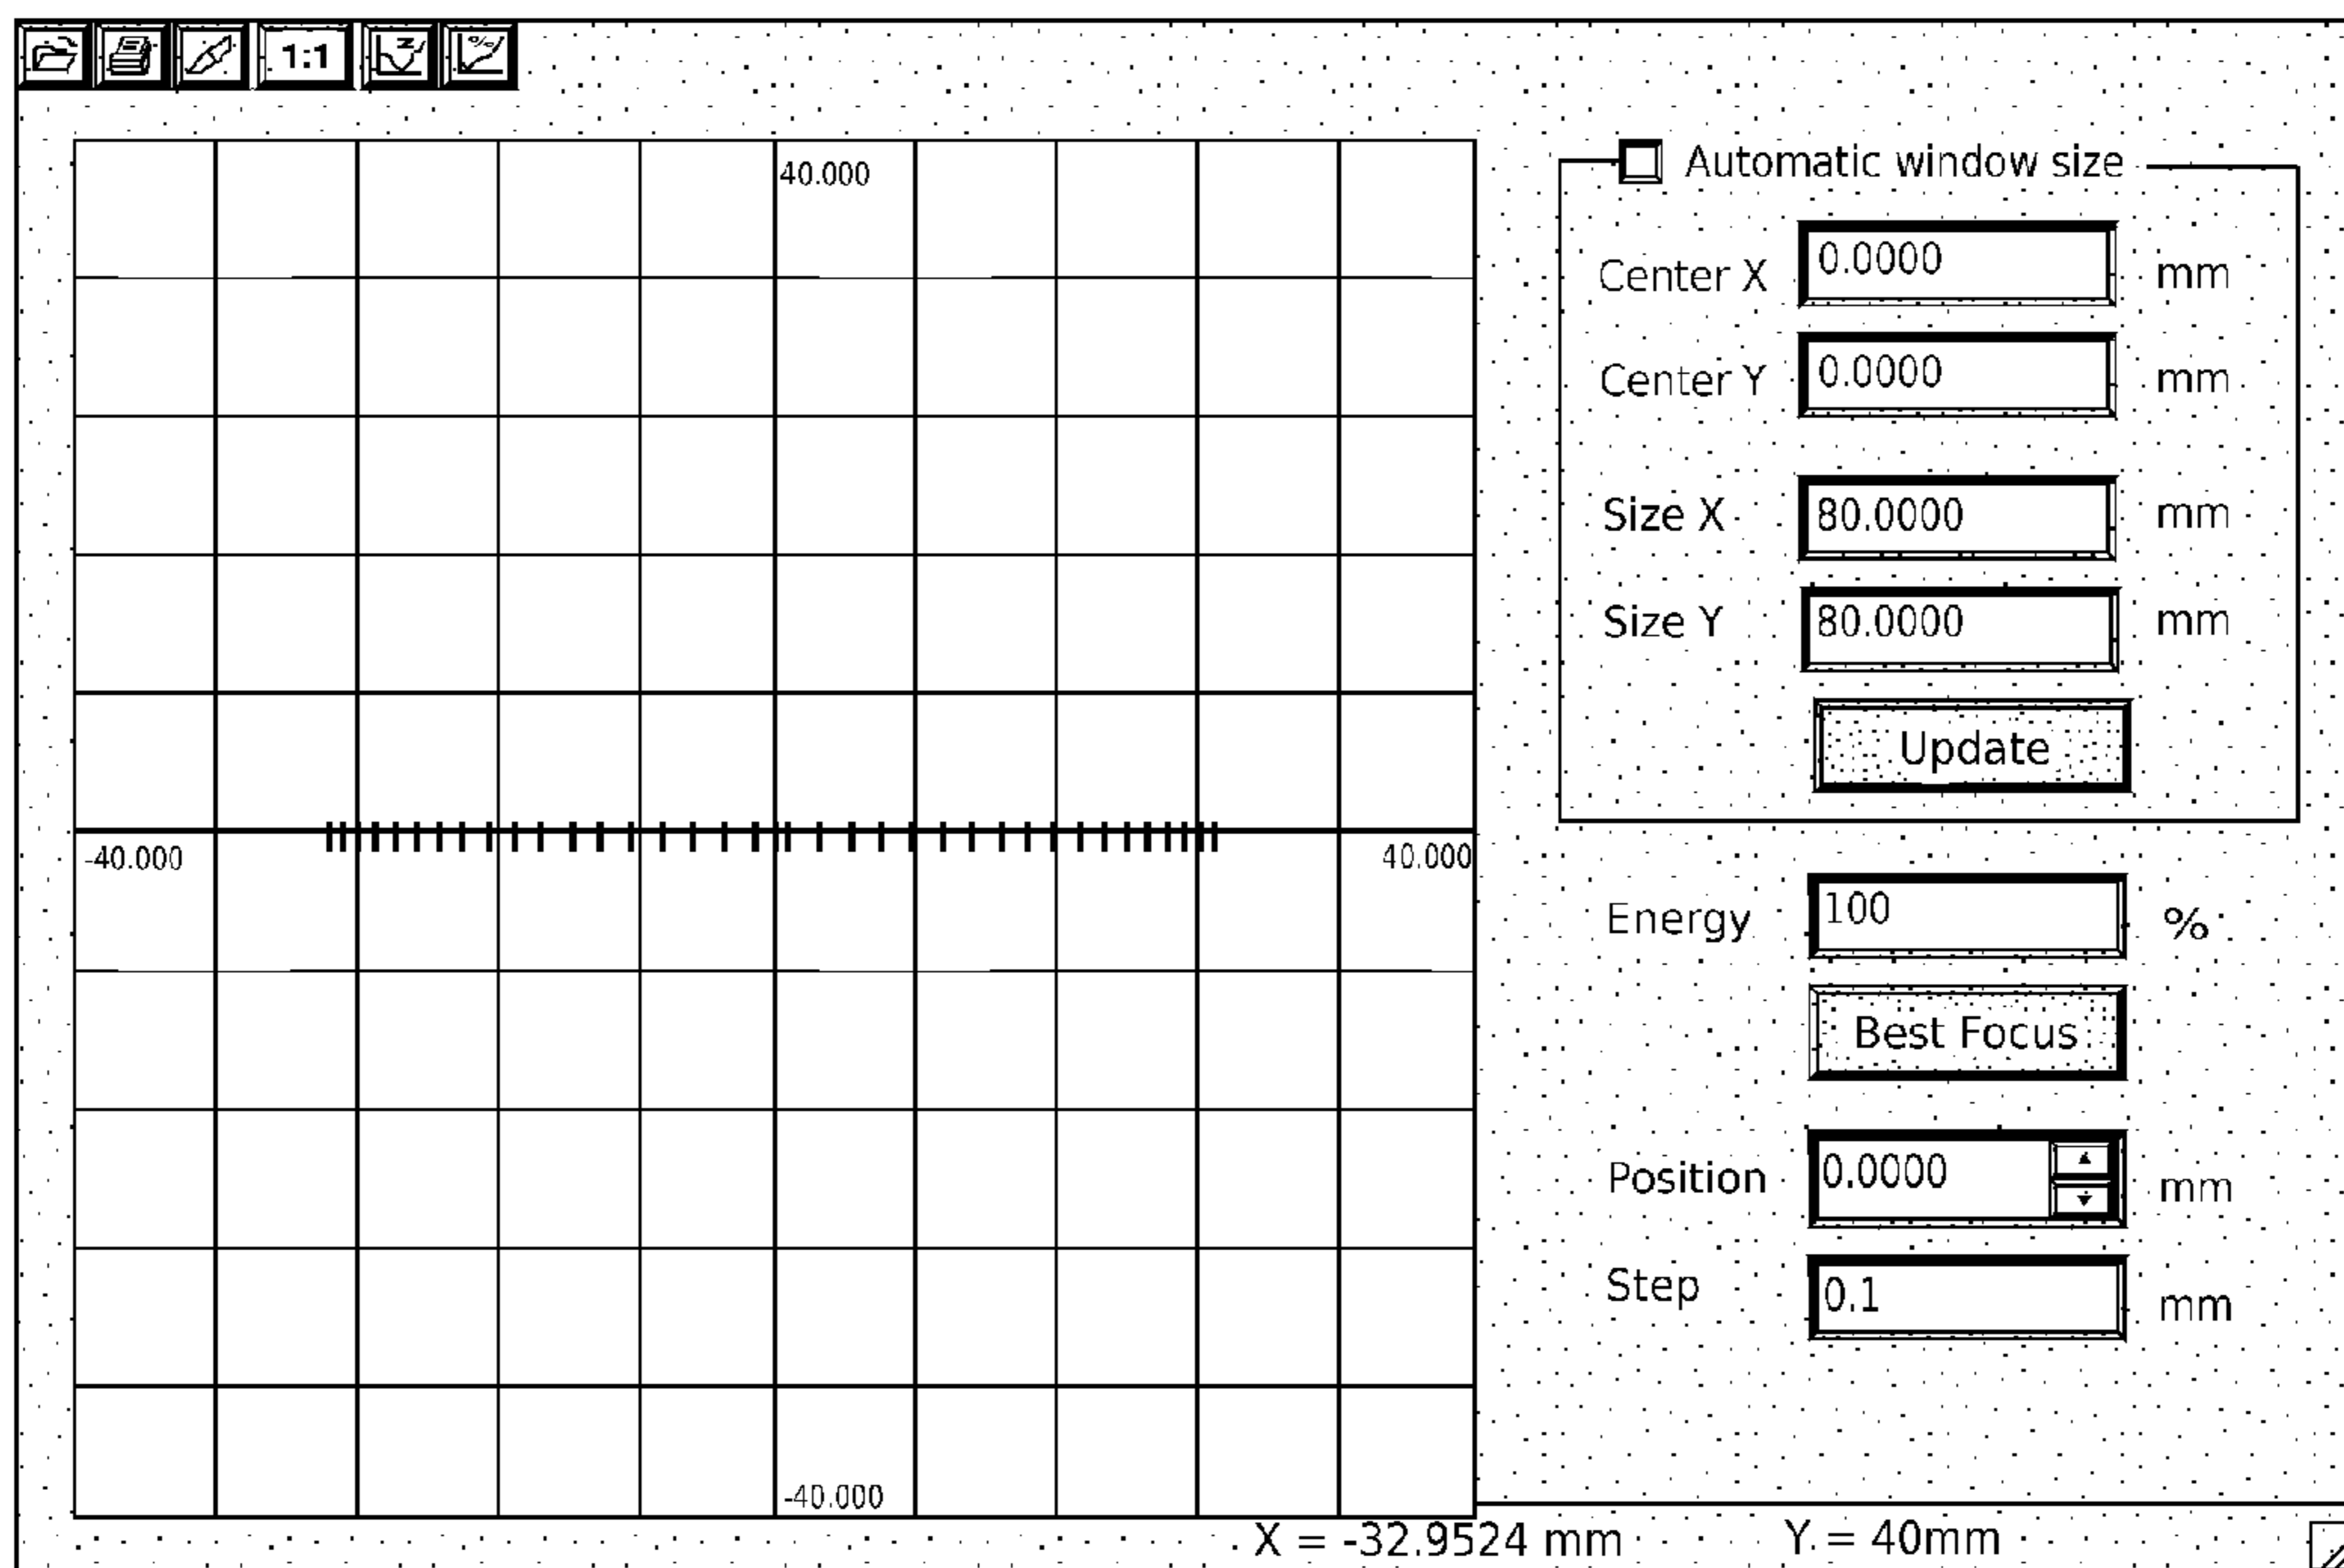 1:1
40.000
-40.000
40.000
-40.000
Automatic window size
Center X 0.0000 mm
Center Y 0.0000 mm
Size X 80.0000 mm
Size Y 80.0000 mm
Update
Energy 100 %
Best Focus
Position 0.0000 mm
Step 0.1 mm
X = -32.9524 mm Y = 40mm